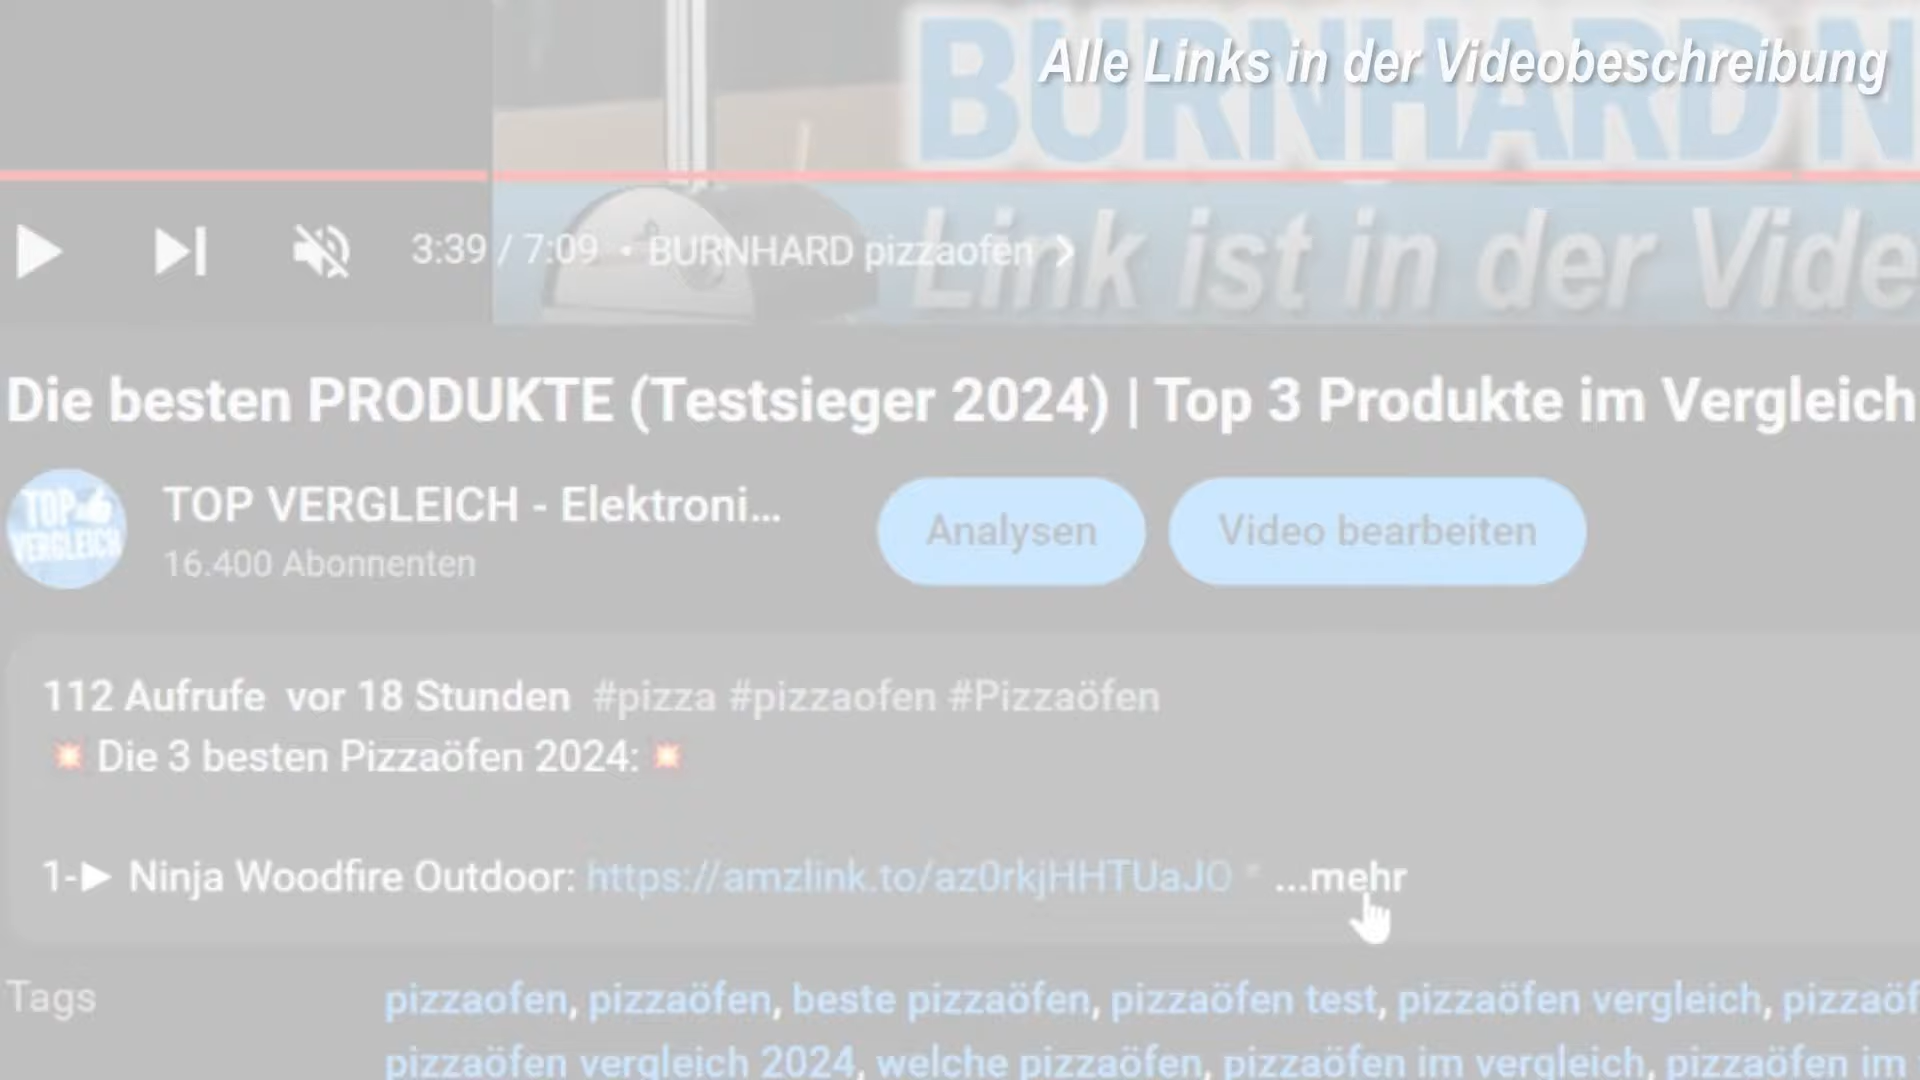 Alle Links in der Videobeschreibung
BURNHARD N
Link ist in der Vide
3:39 / 7:09 • BURNHARD pizzaofen
Die besten PRODUKTE (Testsieger 2024) | Top 3 Produkte im Vergleich
TOP
VERGLEICH
TOP VERGLEICH - Elektroni...
16.400 Abonnenten
Analysen
Video bearbeiten
112 Aufrufe vor 18 Stunden #pizza #pizzaofen #Pizzaöfen
💥 Die 3 besten Pizzaöfen 2024: 💥
1-► Ninja Woodfire Outdoor: https://amzlink.to/az0rkjHHTUaJO * ...mehr
Tags
pizzaofen, pizzaöfen, beste pizzaöfen, pizzaöfen test, pizzaöfen vergleich, pizzaöf
pizzaöfen vergleich 2024, welche pizzaöfen, pizzaöfen im vergleich, pizzaöfen im